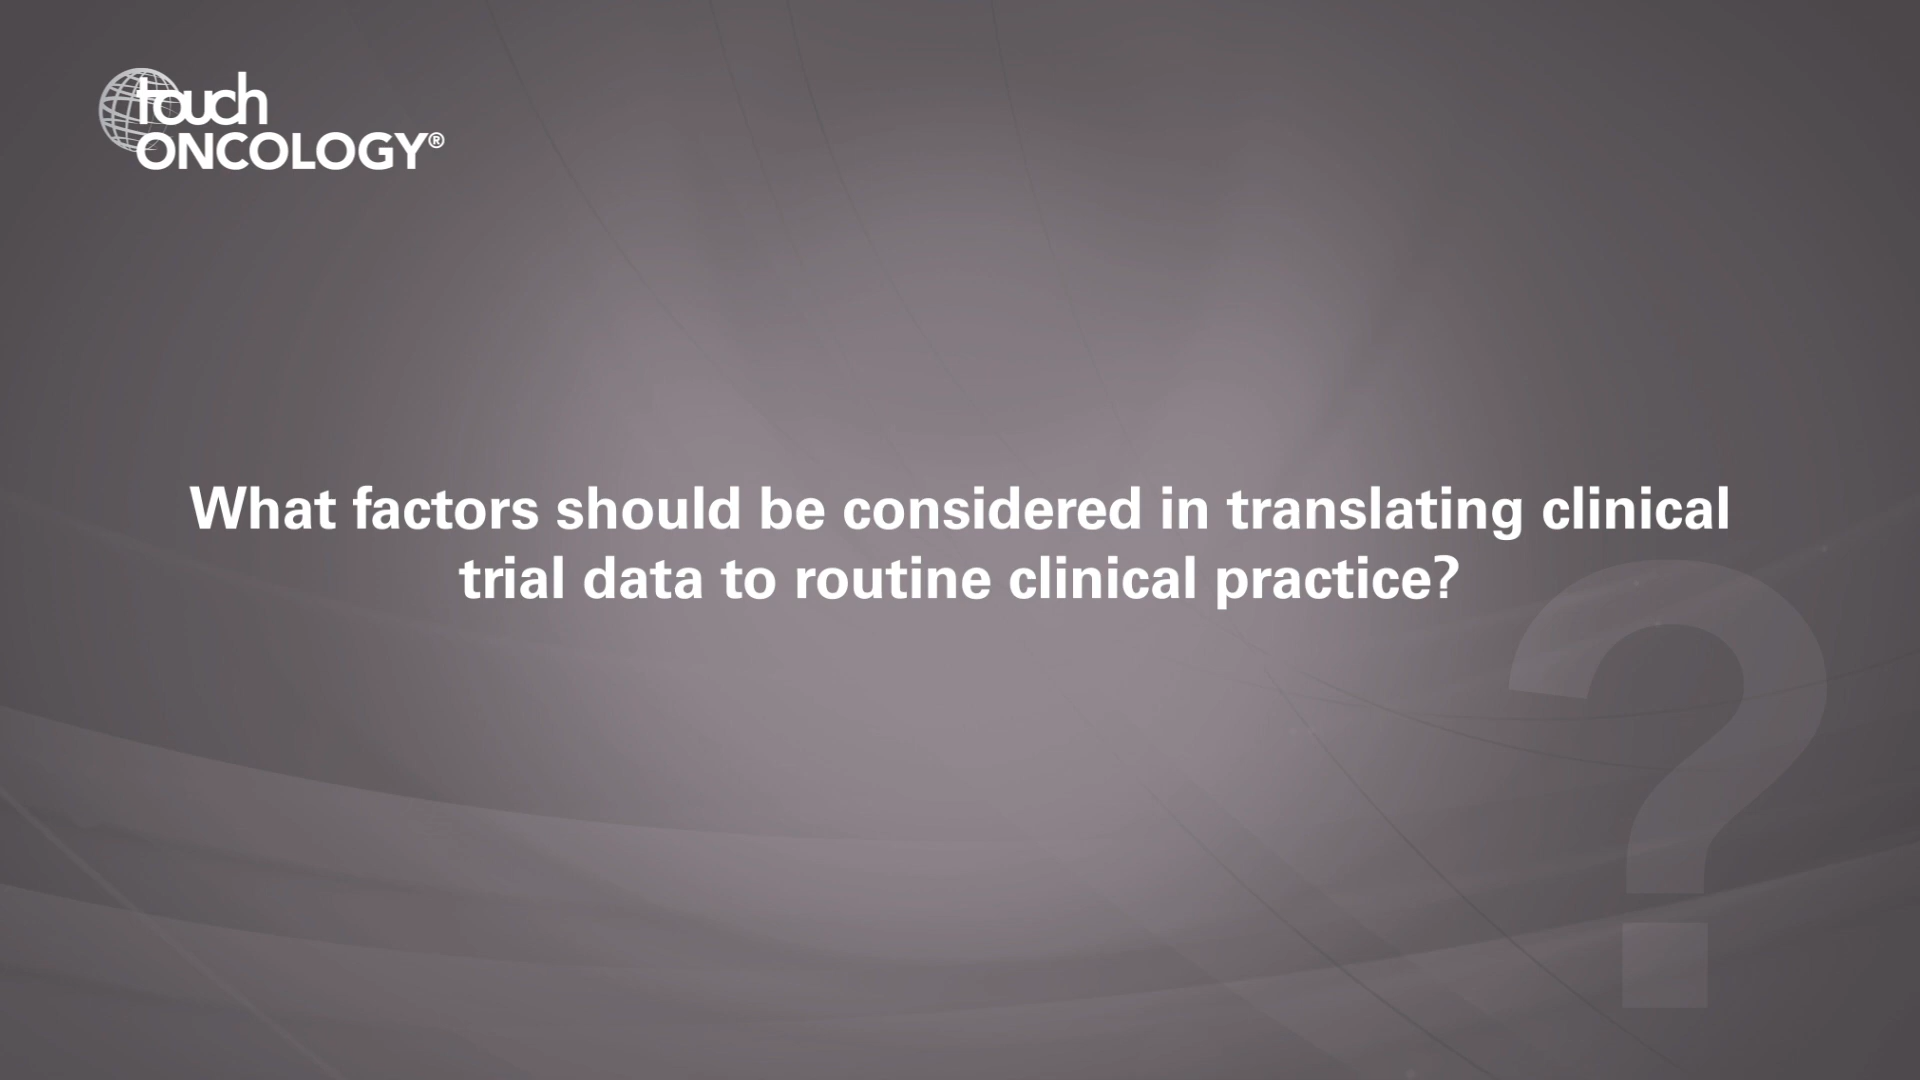 touch
ONCOLOGY®
What factors should be considered in translating clinical
trial data to routine clinical practice?
?